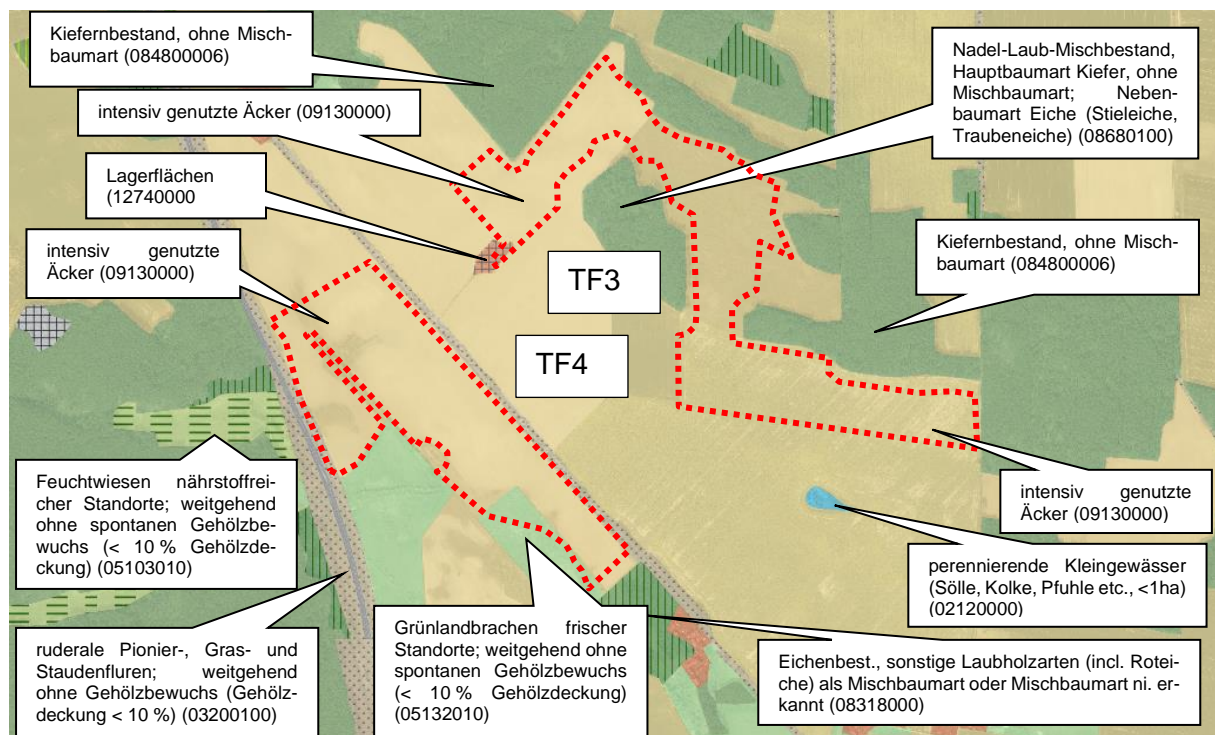 Kiefernbestand, ohne Misch-
baumart (084800006)
intensiv genutzte Äcker (09130000)
Lagerflächen
(12740000
intensiv genutzte
Äcker (09130000)
Nadel-Laub-Mischbestand,
Hauptbaumart Kiefer, ohne
Mischbaumart; Neben-
baumart Eiche (Stieleiche,
Traubeneiche) (08680100)
Kiefernbestand, ohne Misch-
baumart (084800006)
TF3
TF4
Feuchtwiesen nährstoffrei-
cher Standorte; weitgehend
ohne spontanen Gehölzbe-
wuchs (< 10 % Gehölzde-
ckung) (05103010)
intensiv genutzte
Äcker (09130000)
perennierende Kleingewässer
(Sölle, Kolke, Pfuhle etc., <1ha)
(02120000)
ruderale Pionier-, Gras- und
Staudenfluren; weitgehend
ohne Gehölzbewuchs (Gehölz-
deckung < 10 %) (03200100)
Grünlandbrachen frischer
Standorte; weitgehend ohne
spontanen Gehölzbewuchs
(< 10 % Gehölzdeckung)
(05132010)
Eichenbest., sonstige Laubholzarten (incl. Rotei-
che) als Mischbaumart oder Mischbaumart ni. er-
kannt (08318000)